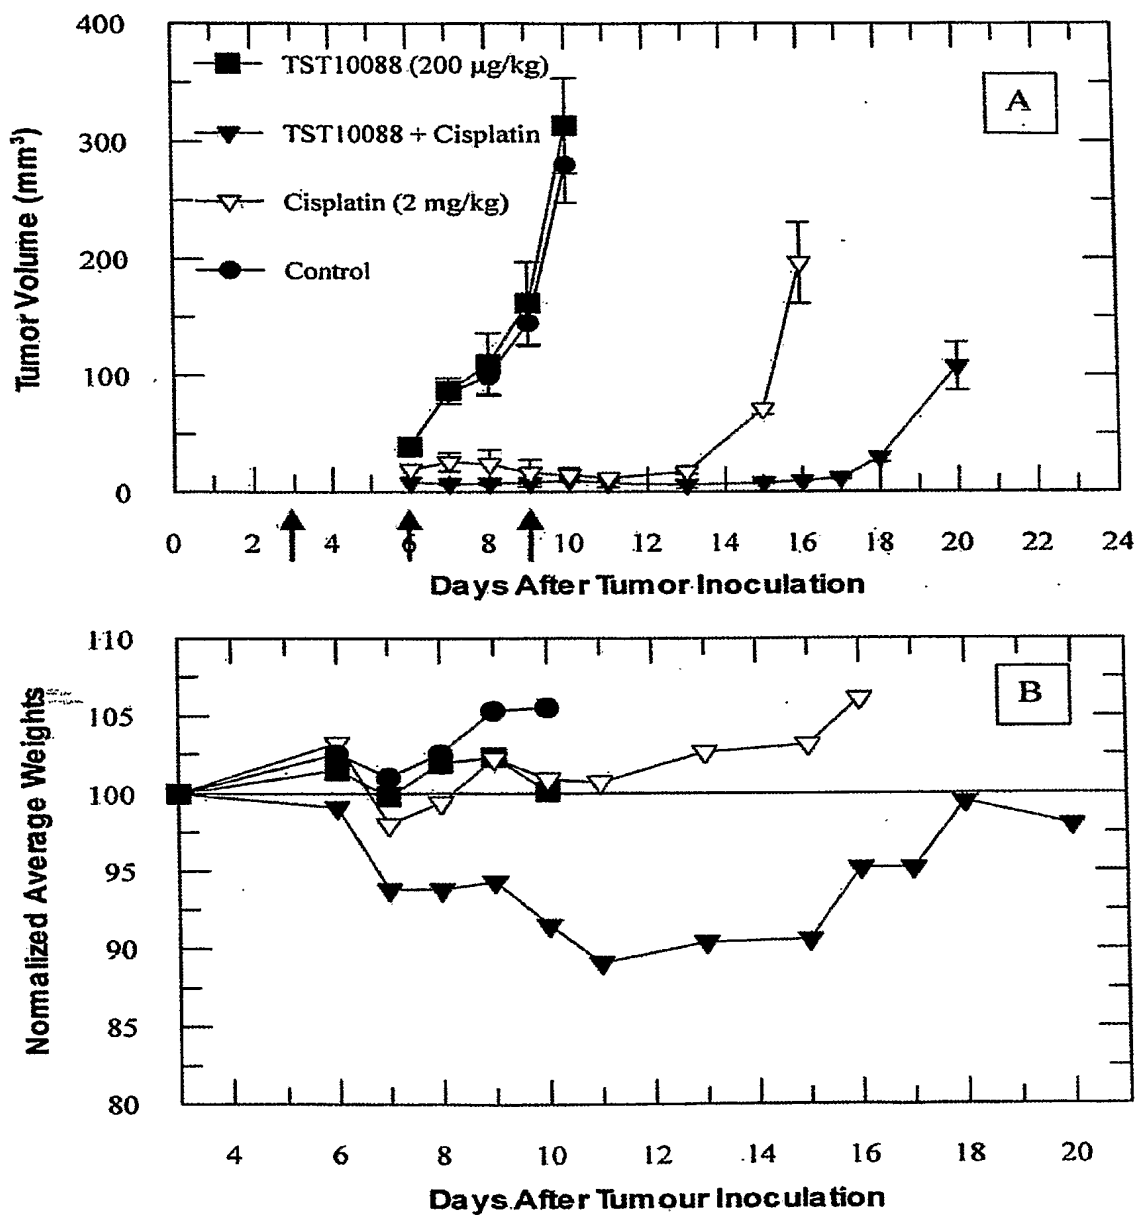 400
300
200
100
0
Tumor Volume (mm³)
TST10088 (200 µg/kg)
TST10088 + Cisplatin
Cisplatin (2 mg/kg)
Control
A
0 2 4 6 8 10 12 14 16 18 20 22 24
Days After Tumor Inoculation
110
105
100
95
90
85
80
Normalized Average Weights
B
4 6 8 10 12 14 16 18 20
Days After Tumour Inoculation